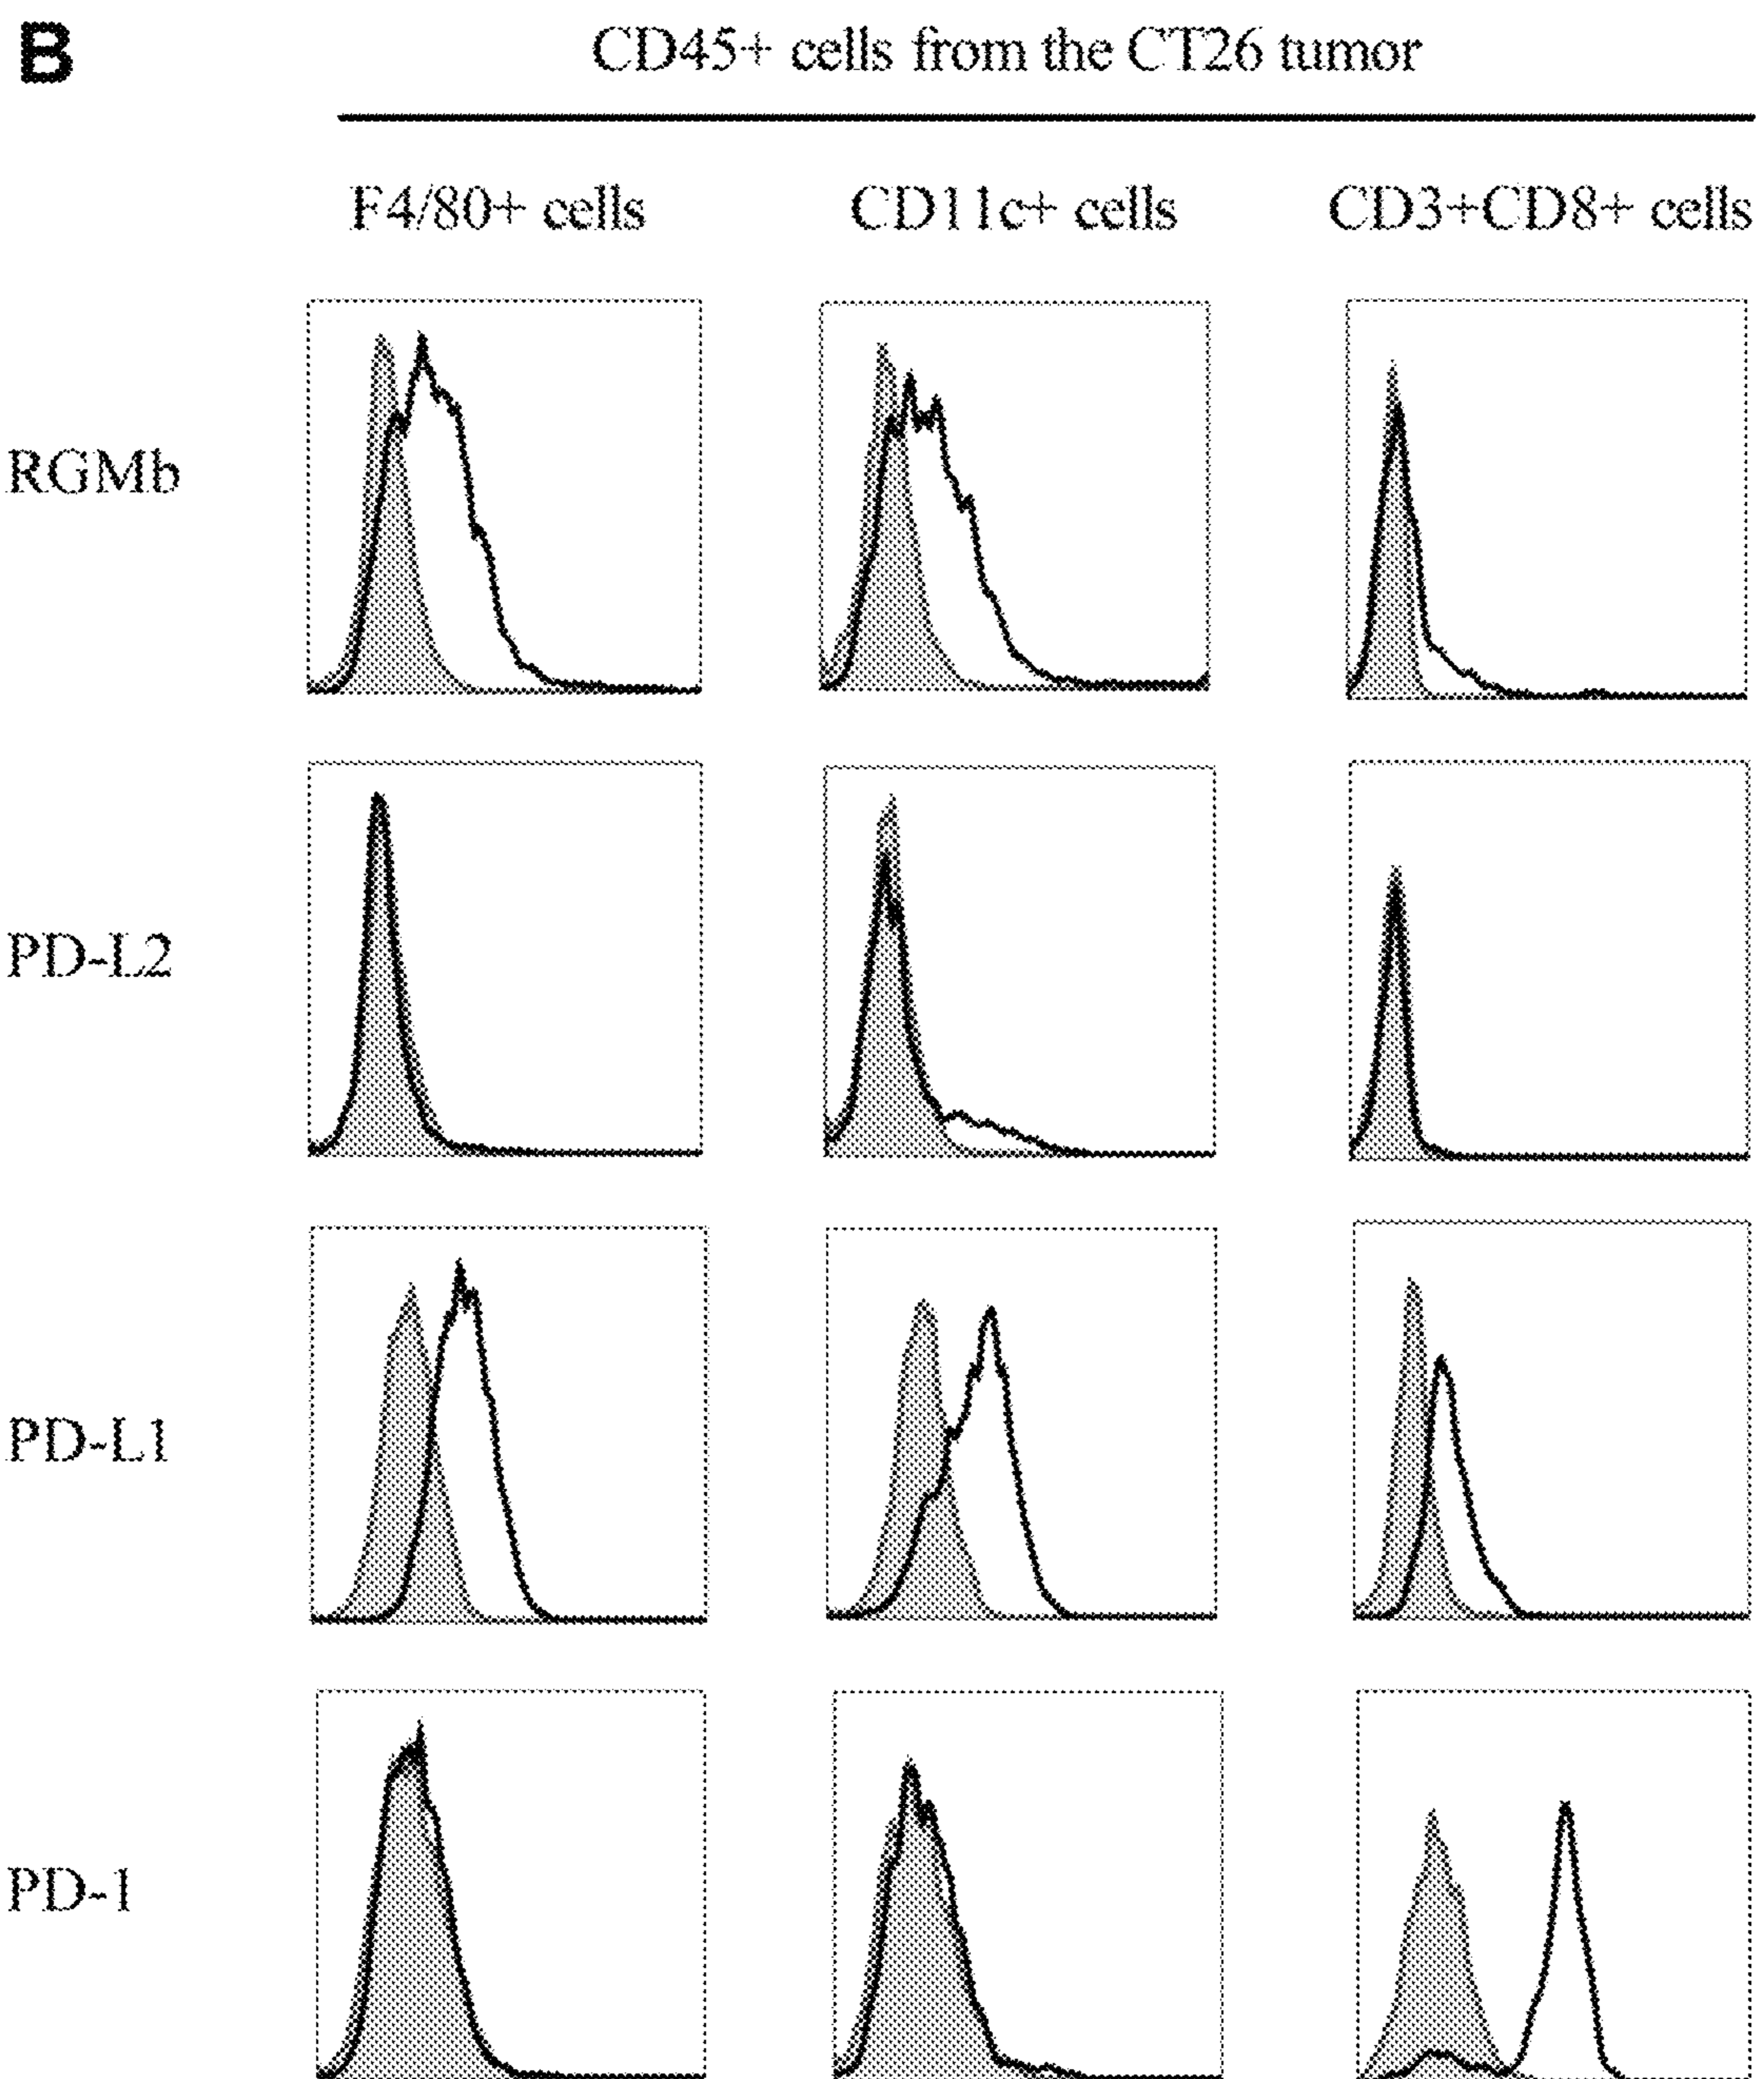 B
CD45+ cells from the CT26 tumor
F4/80+ cells CD11c+ cells CD3+CD8+ cells
RGMb
PD-L2
PD-L1
PD-1